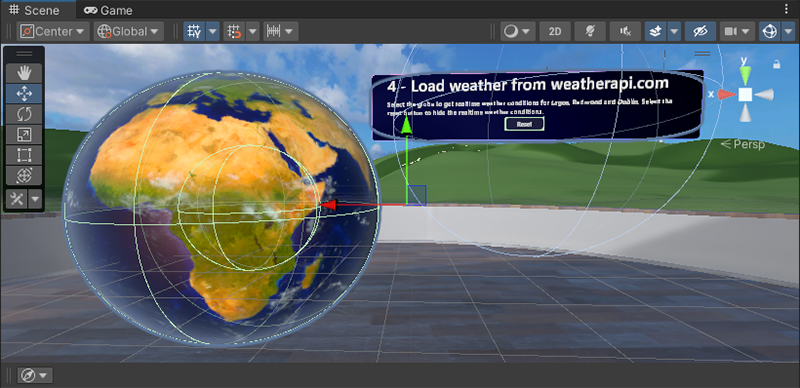 Scene
Game
Center
Global
2D
4 - Load weather from weatherapi.com
Select the globe to get realtime weather conditions for Lagos, Redmond and Dublin. Select the
reset button to hide the realtime weather conditions.
Reset
y
x
Persp